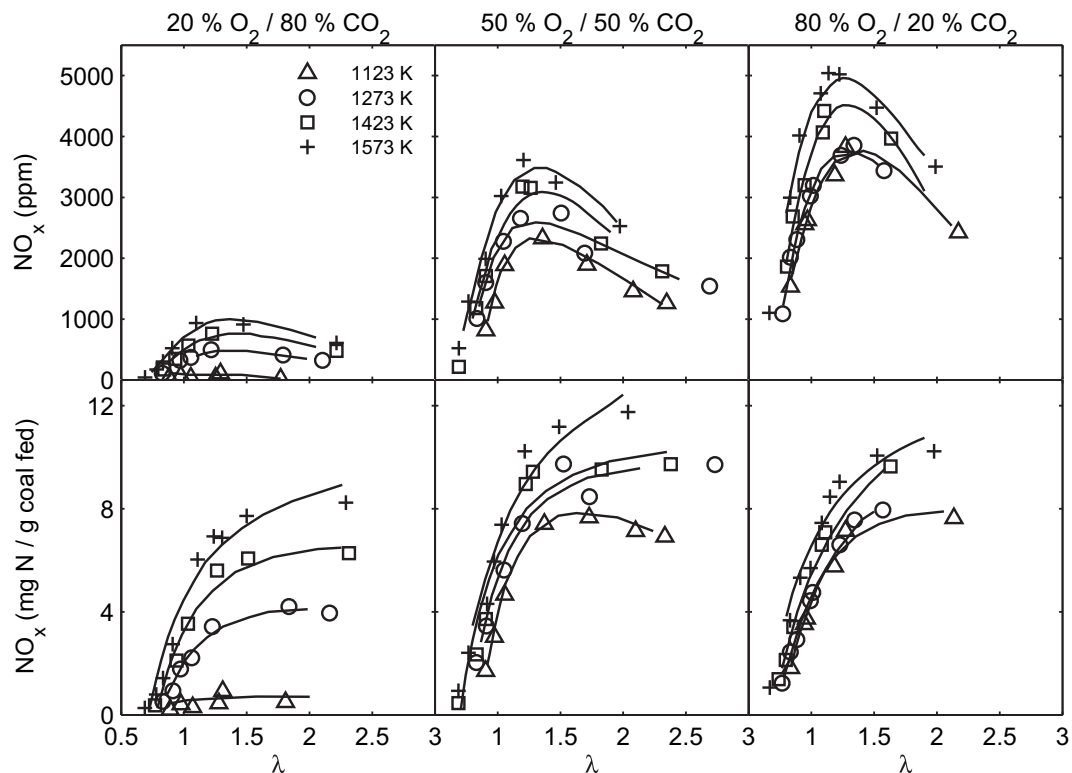 20 % O2 / 80 % CO2 50 % O2 / 50 % CO2 80 % O2 / 20 % CO2
1123 K
1273 K
1423 K
1573 K
NOx (ppm)
5000
4000
3000
2000
1000
0
NOx (mg N / g coal fed)
12
8
4
0
0.5 1 1.5 2 2.5 3 1 1.5 2 2.5 3 1 1.5 2 2.5 3
λ λ λ